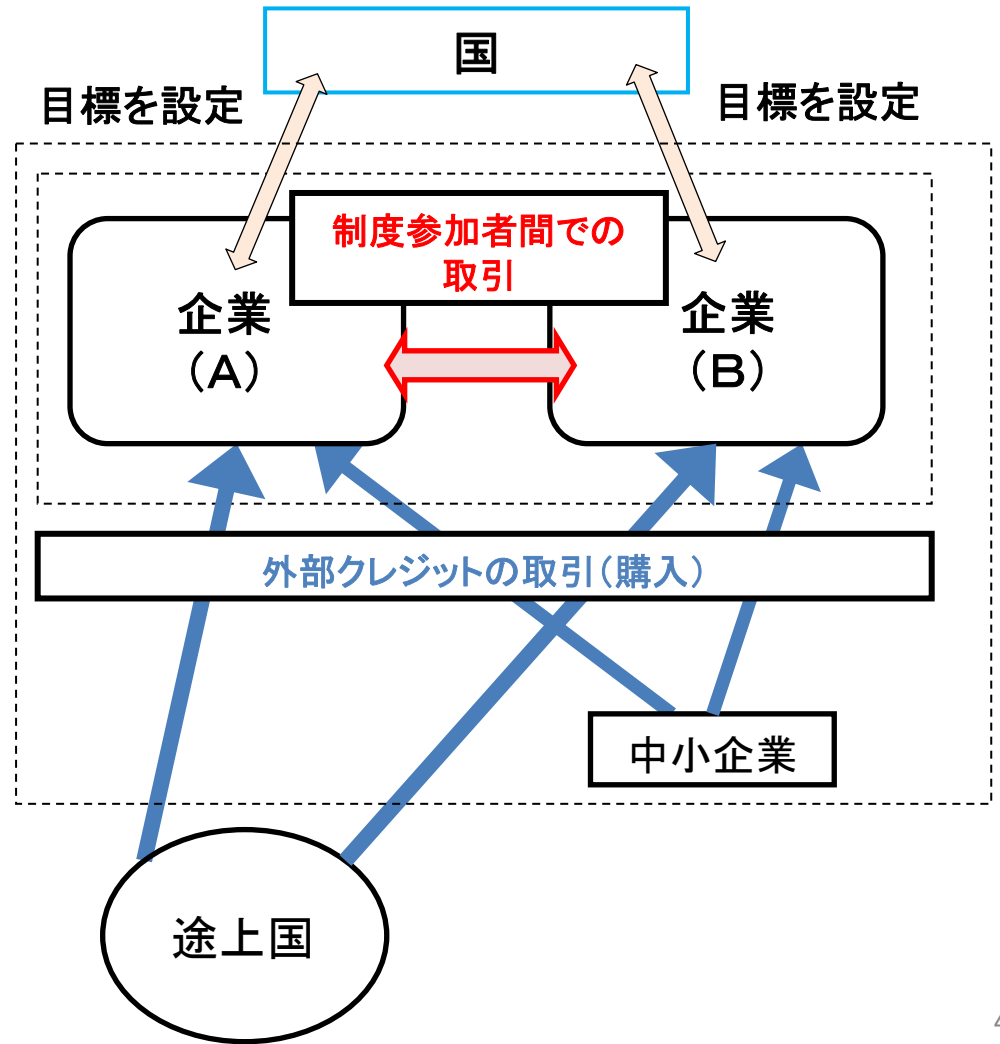 国
目標を設定
目標を設定
制度参加者間での
取引
企業
（A）
企業
（B）
外部クレジットの取引（購入）
中小企業
途上国